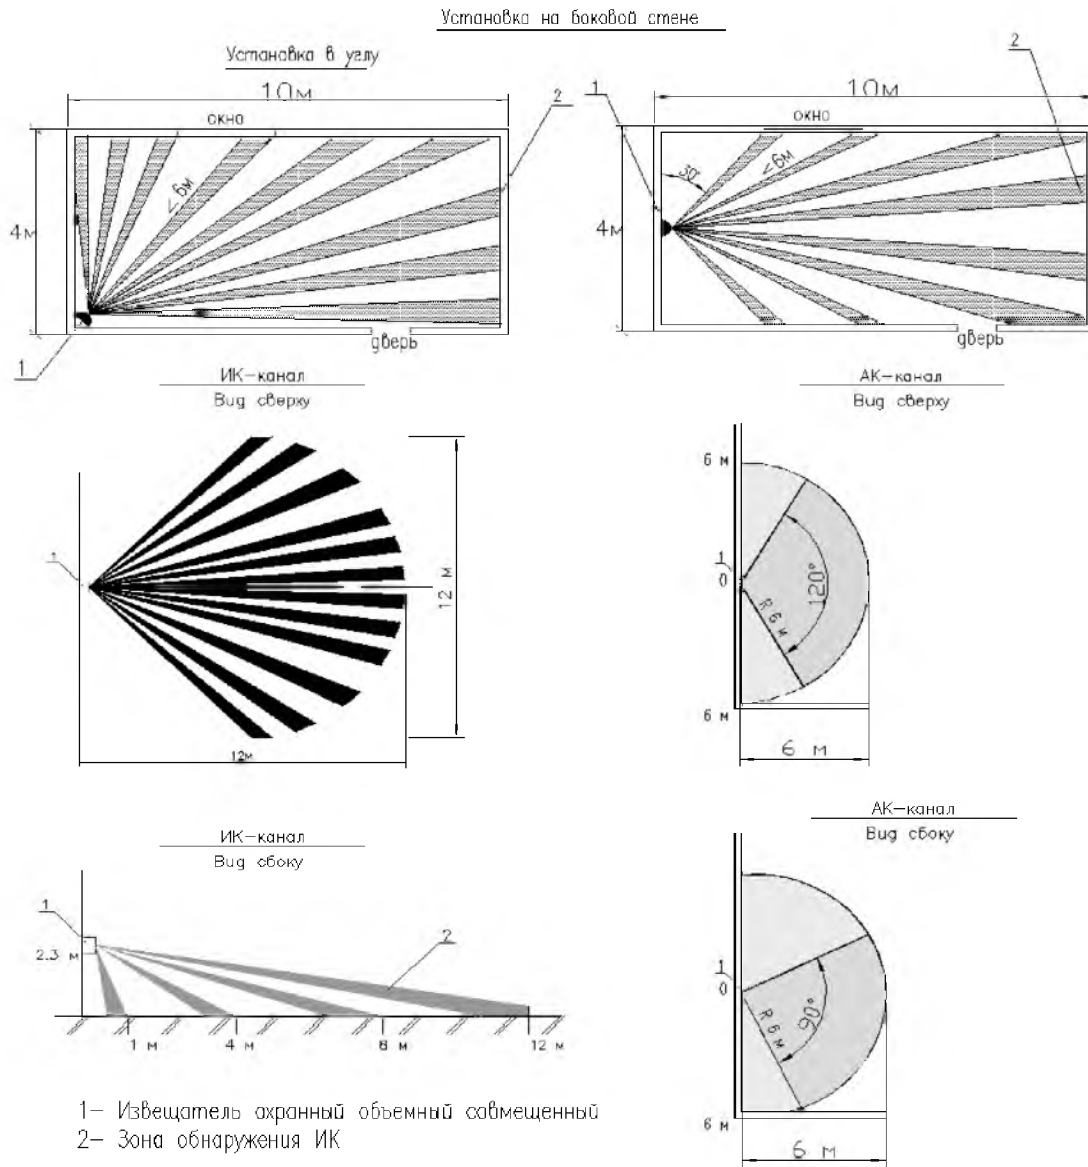 Установка на боковой стене
Установка в углу
10м
2
окно
< 6м
4м
дверь
1
1
10м
2
окно
30°
< 6м
4м
дверь
ИК-канал
Вид сверху
1
12 м
12м
АК-канал
Вид сверху
6 м
1
0
120°
R 6 м
6 м
6 м
ИК-канал
Вид сбоку
1
2.3 м
2
1 м
4 м
8 м
12 м
АК-канал
Вид сбоку
1
0
90°
R 6м
6 м
6 м
1- Извещатель охранный объемный совмещенный
2- Зона обнаружения ИК